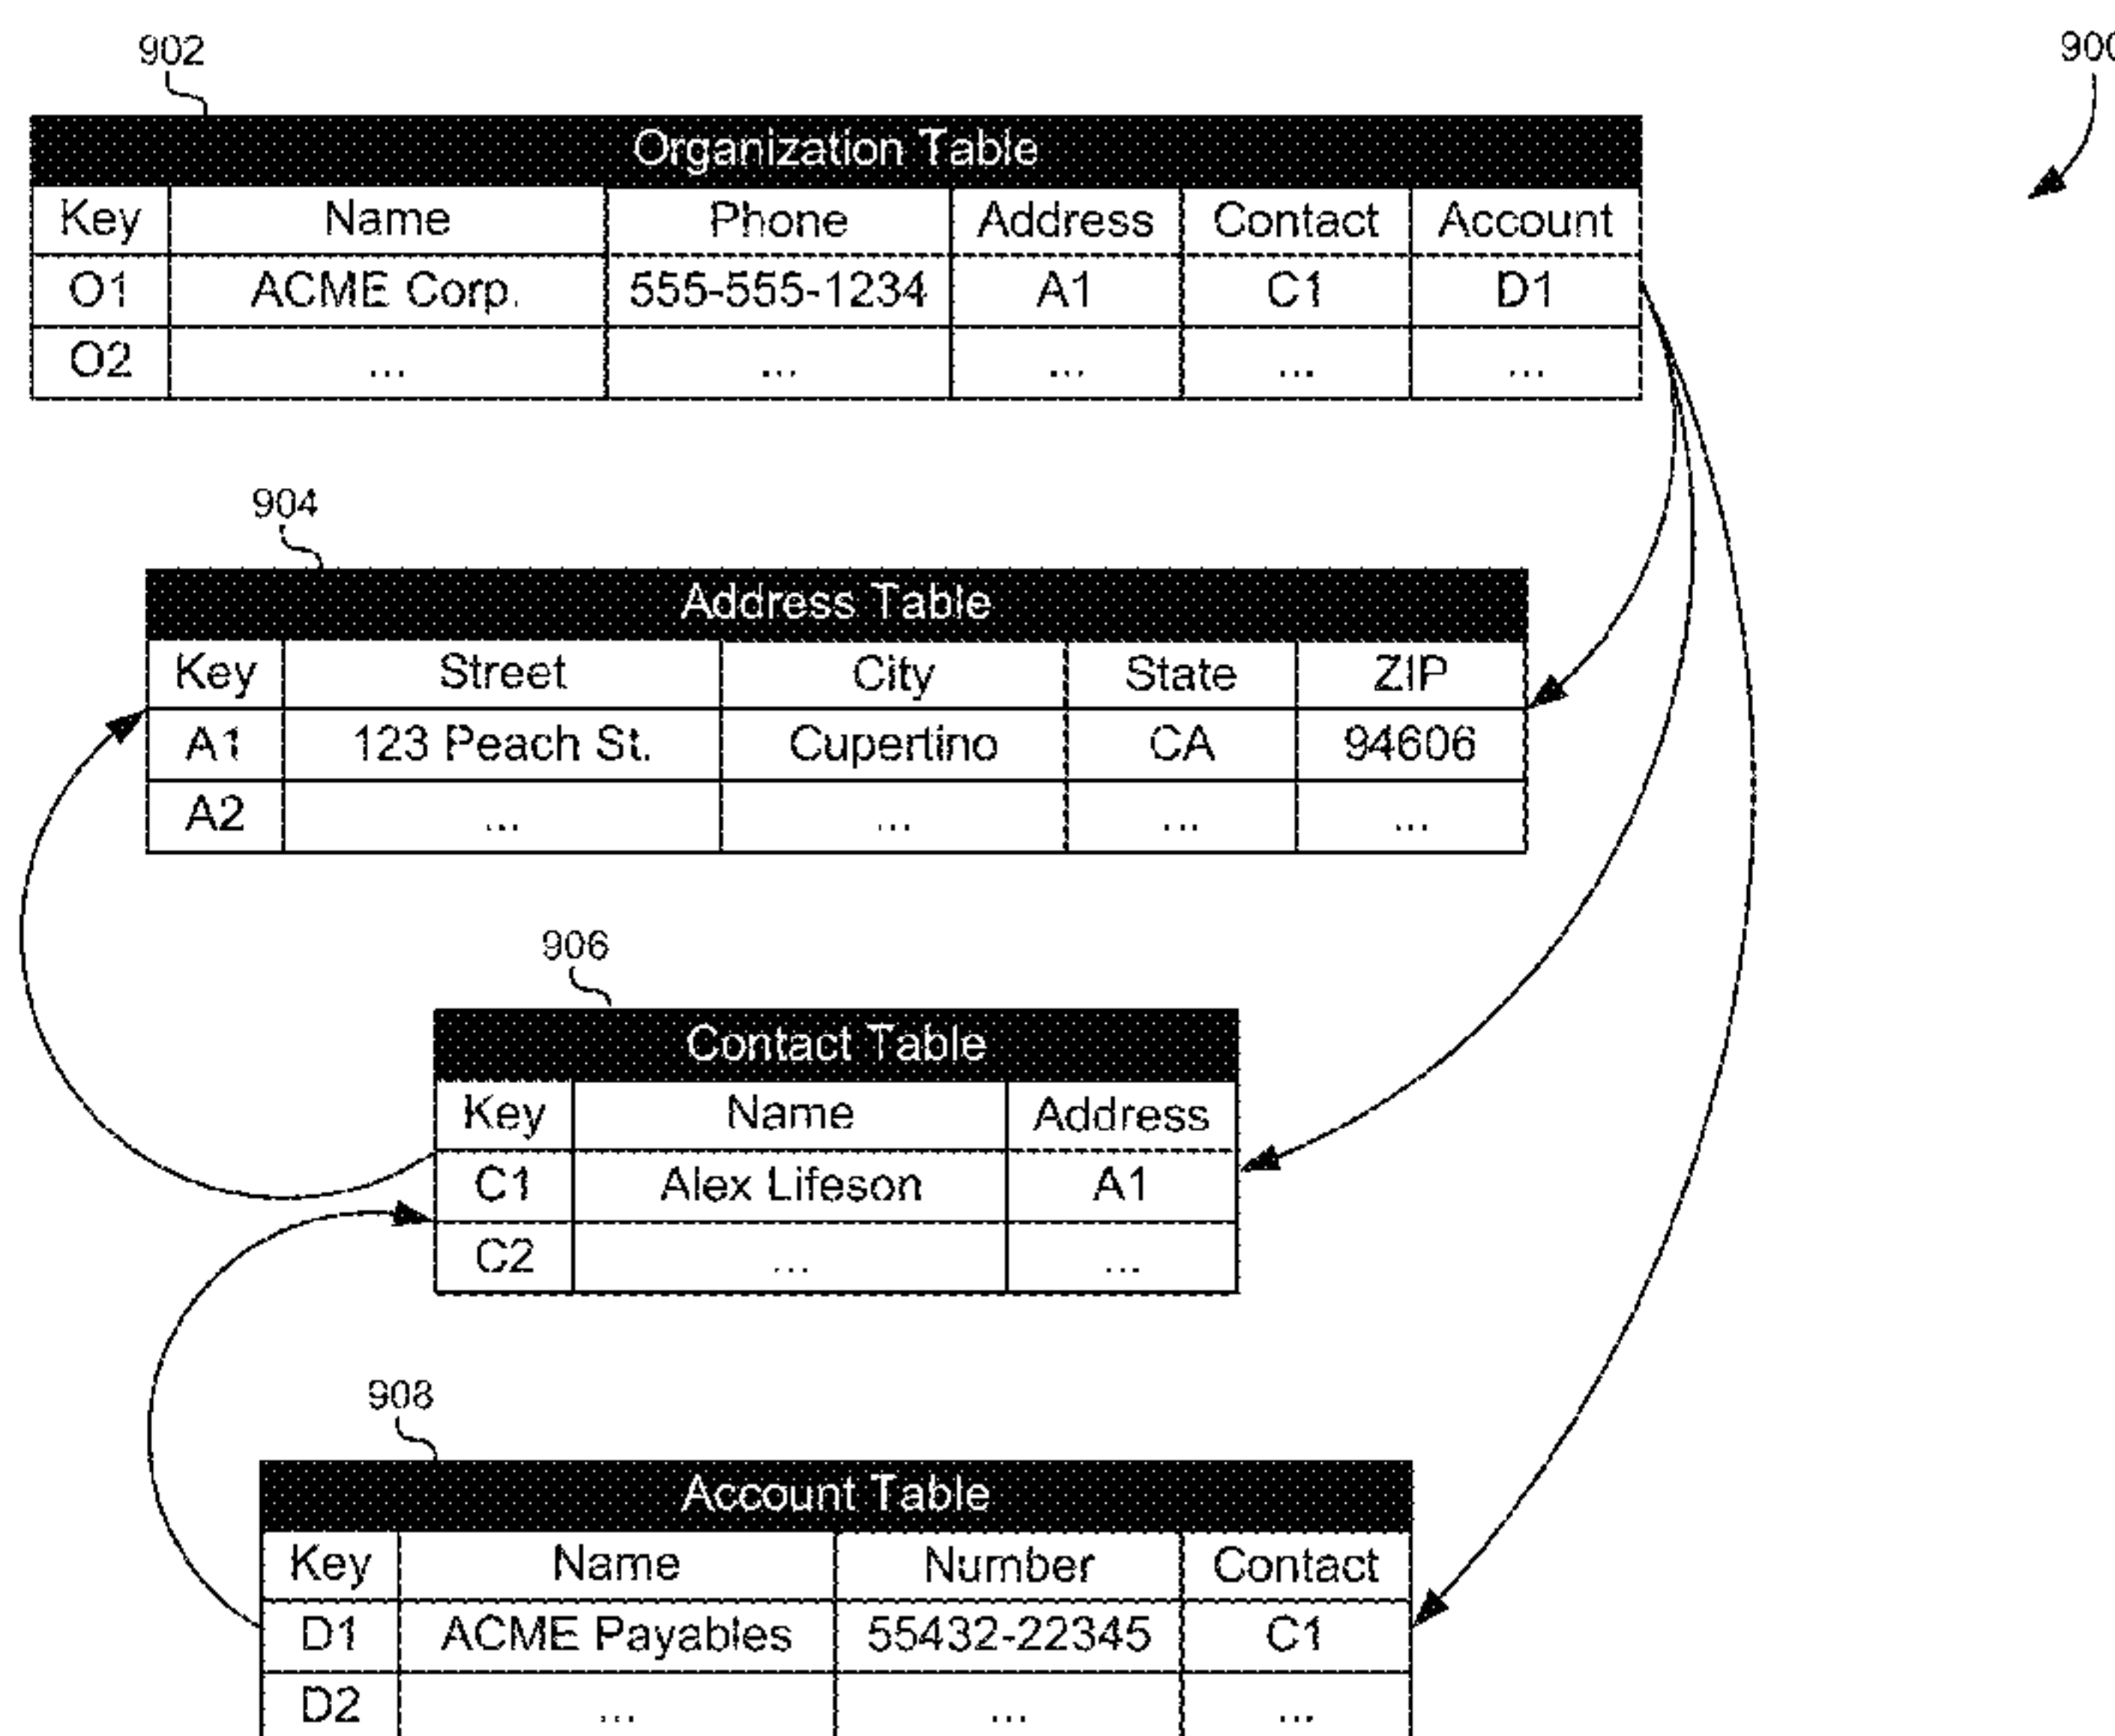 902
900
Organization Table
Key Name Phone Address Contact Account
O1 ACME Corp. 555-555-1234 A1 C1 D1
O2 ... ... ... ... ...
904
Address Table
Key Street City State ZIP
A1 123 Peach St. Cupertino CA 94606
A2 ... ... ... ...
906
Contact Table
Key Name Address
C1 Alex Lifeson A1
C2 ... ...
908
Account Table
Key Name Number Contact
D1 ACME Payables 55432-22345 C1
D2 ... ... ...